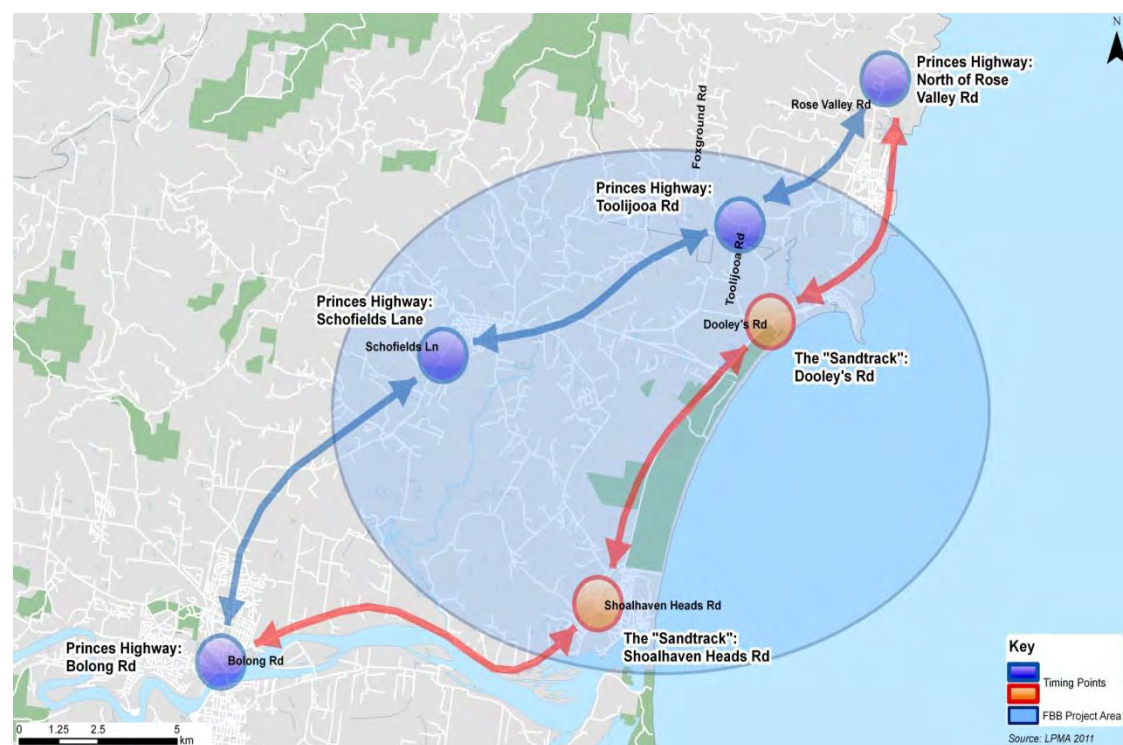 N
Princes Highway:
North of Rose
Valley Rd
Rose Valley Rd
Foxground Rd
Princes Highway:
Toolijooa Rd
Toolijooa Rd
Princes Highway:
Schofields Lane
Schofields Ln
Dooley's Rd
The "Sandtrack":
Dooley's Rd
Shoalhaven Heads Rd
The "Sandtrack":
Shoalhaven Heads Rd
Princes Highway:
Bolong Rd
Bolong Rd
Key
Timing Points
FBB Project Area
Source: LPMA 2011
0 1.25 2.5 5
km